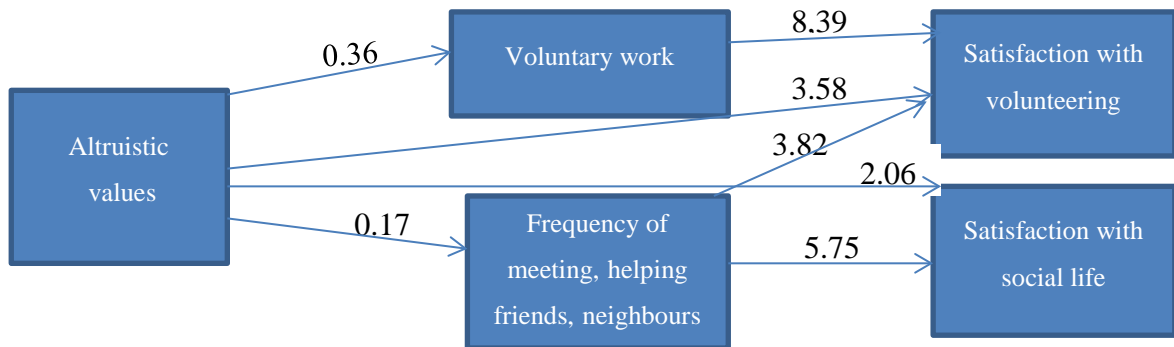 Altruistic
values
0.36
Voluntary work
8,39
Satisfaction with
volunteering
3.58
3.82
2.06
0.17
Frequency of
meeting, helping
friends, neighbours
5.75
Satisfaction with
social life